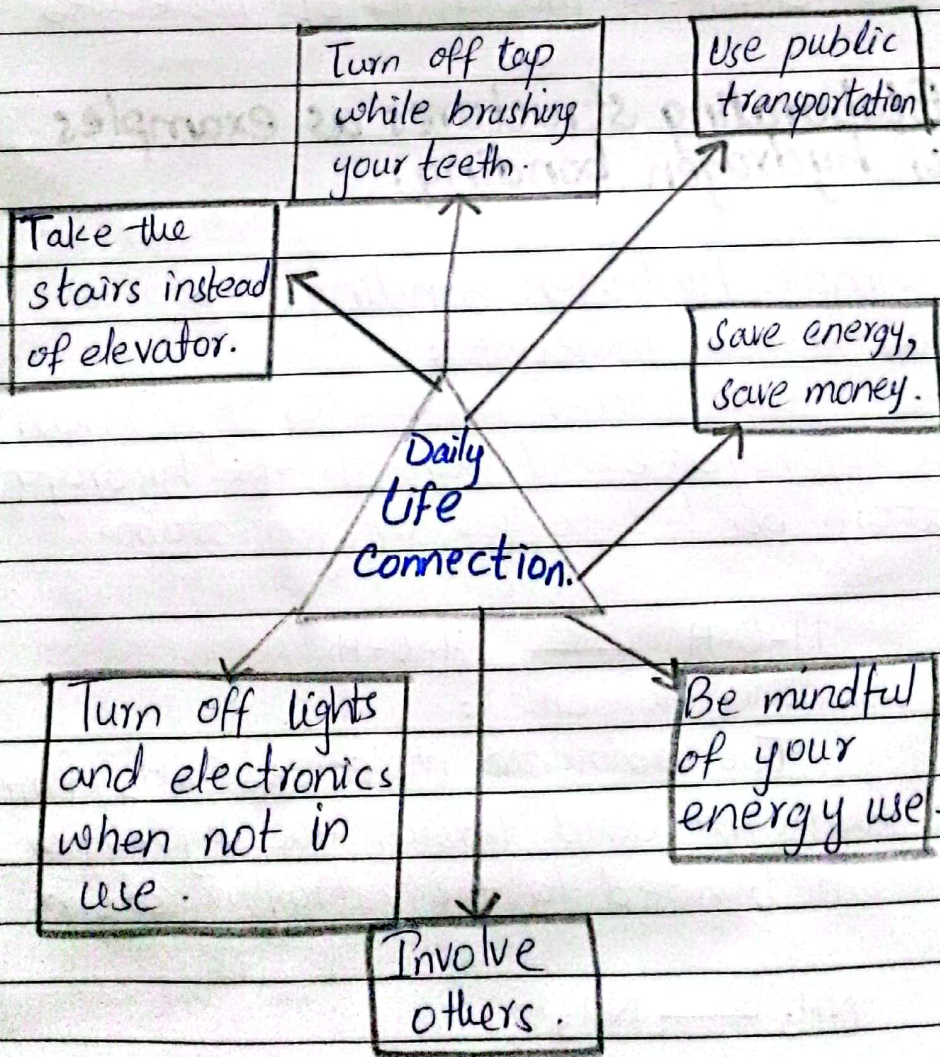 Turn off tap
while brushing
your teeth.
Use public
transportation
Take the
stairs instead
of elevator.
Save energy,
save money.
Daily
Life
Connection.
Turn off lights
and electronics
when not in
use.
Be mindful
of your
energy use.
Involve
others.